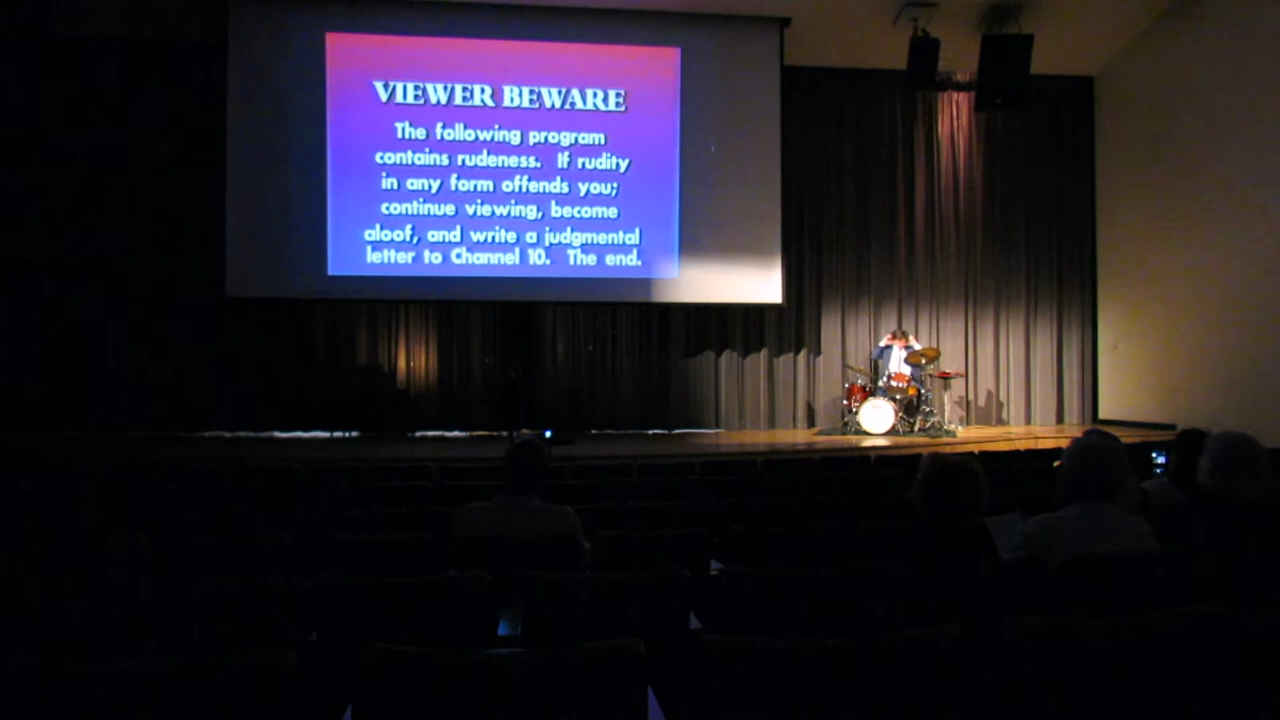 VIEWER BEWARE
The following program
contains rudeness. If rudity
in any form offends you;
continue viewing, become
aloof, and write a judgmental
letter to Channel 10. The end.